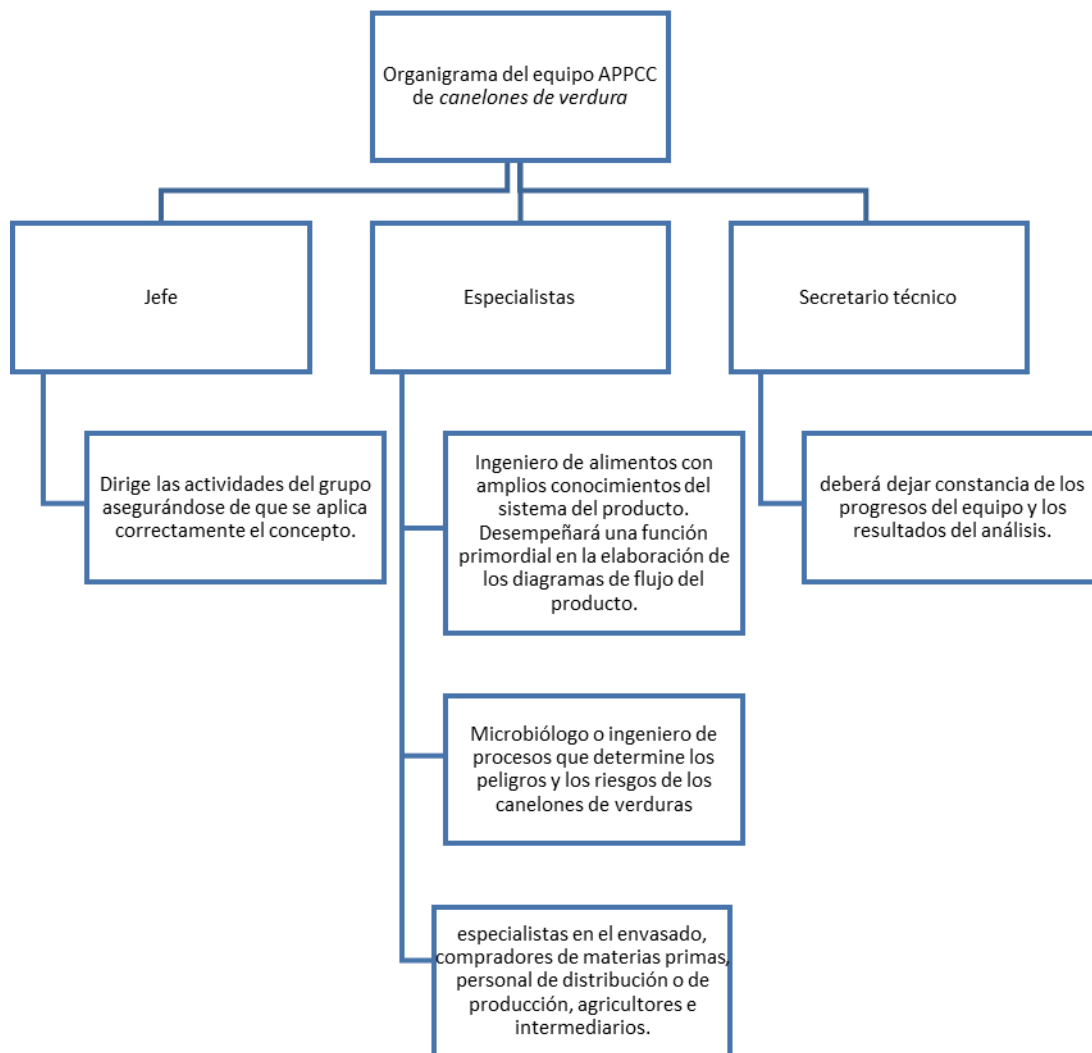 Organigrama del equipo APPCC
de canelones de verdura
Jefe
Especialistas
Secretario técnico
Dirige las actividades del grupo
asegurándose de que se aplica
correctamente el concepto.
Ingeniero de alimentos con
amplios conocimientos del
sistema del producto.
Desempeñará una función
primordial en la elaboración de
los diagramas de flujo del
producto.
deberá dejar constancia de los
progresos del equipo y los
resultados del análisis.
Microbiólogo o ingeniero de
procesos que determine los
peligros y los riesgos de los
canelones de verduras
especialistas en el envasado,
compradores de materias primas,
personal de distribución o de
producción, agricultores e
intermediarios.